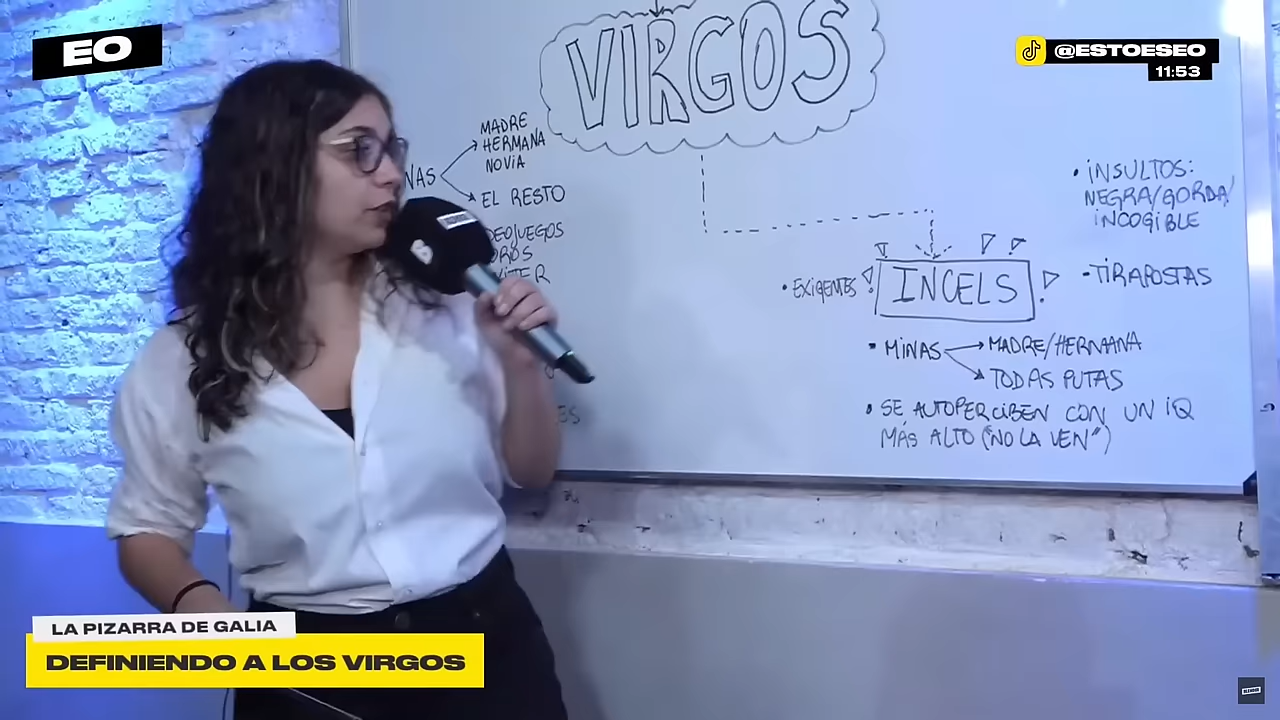 EO
@ESTOESEO
11:53
VIRGOS
MADRE
HERMANA
NOVIA
EL RESTO
INSULTOS:
NEGRA/GORDA/
INCOGIBLE
TIRAPOSTAS
EXIGENTES
INCELS
MINAS
MADRE/HERMANA
TODAS PUTAS
SE AUTOPERCIBEN CON UN IQ
MÁS ALTO ("NO LA VEN")
LA PIZARRA DE GALIA
DEFINIENDO A LOS VIRGOS